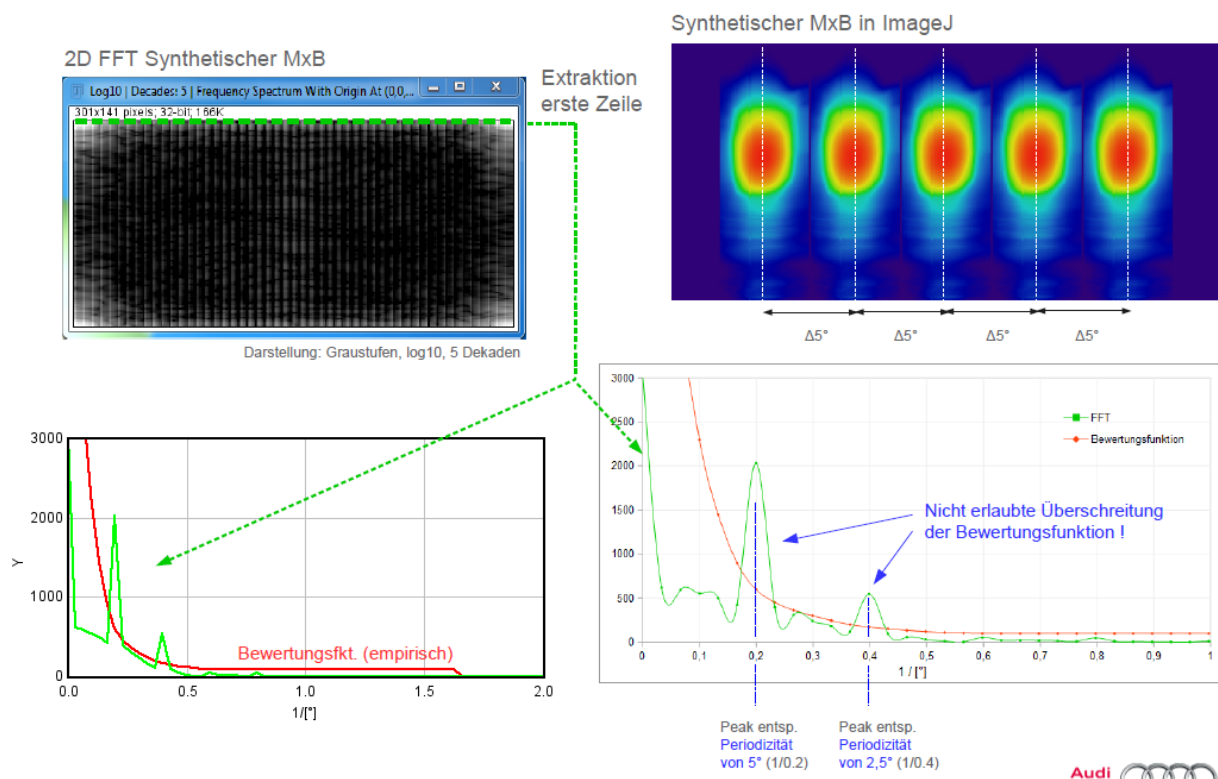 Synthetischer MxB in ImageJ
2D FFT Synthetischer MxB
Log10 | Decades: 5 | Frequency Spectrum With Origin At (0,0,...
301x141 pixels; 32-bit; 166K
Extraktion
erste Zeile
Darstellung: Graustufen, log10, 5 Dekaden
Δ5° Δ5° Δ5° Δ5°
3000
2000
1000
0
Y
0.0 0.5 1.0 1.5 2.0
1/[°]
Bewertungsfkt. (empirisch)
3000
2500
2000
1500
1000
500
0
0 0,1 0,2 0,3 0,4 0,5 0,6 0,7 0,8 0,9 1
1 / [°]
FFT
Bewertungsfunktion
Nicht erlaubte Überschreitung
der Bewertungsfunktion !
Peak entsp.
Periodizität
von 5° (1/0.2)
Peak entsp.
Periodizität
von 2,5° (1/0.4)
Audi